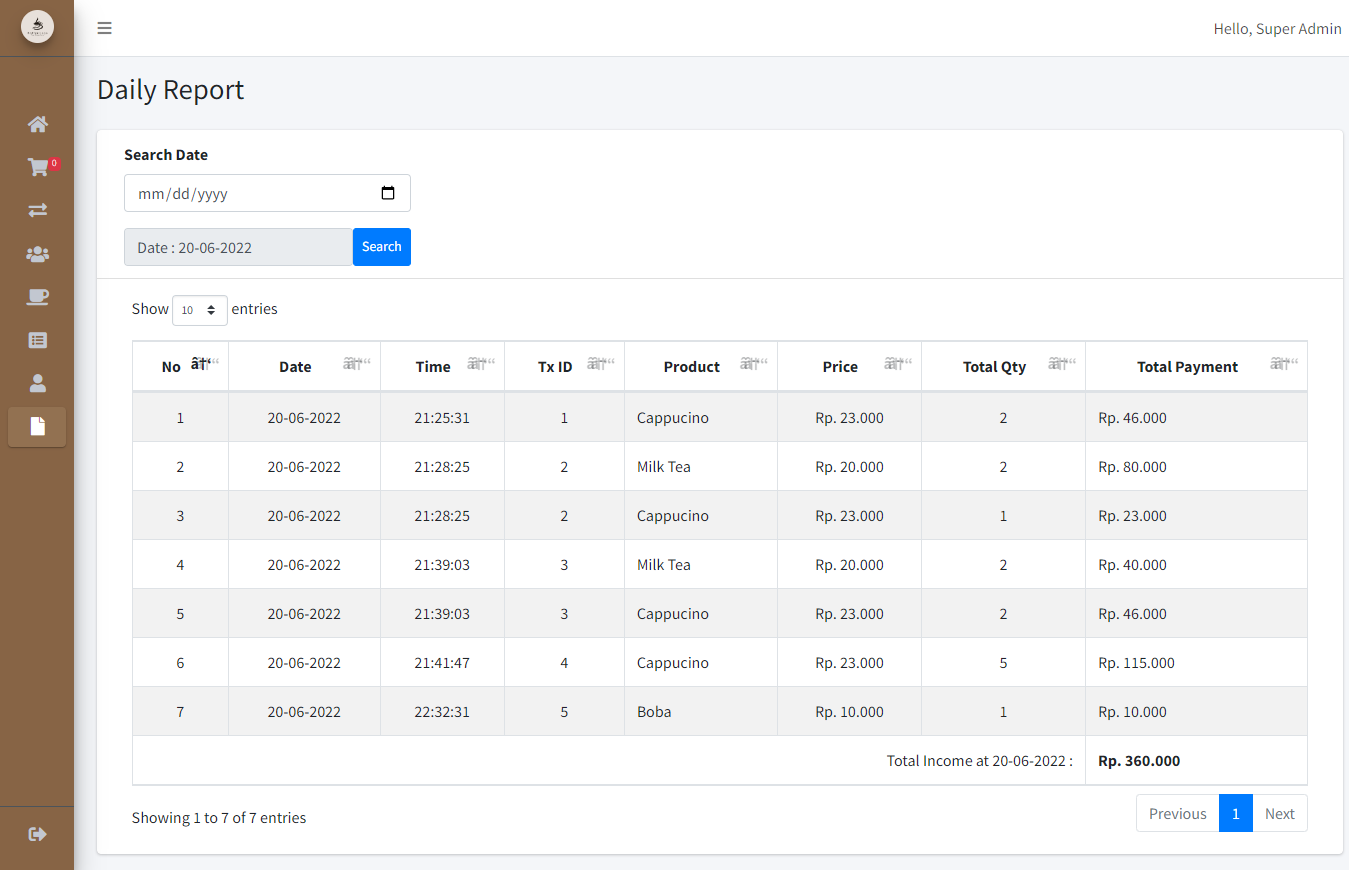 Hello, Super Admin
Daily Report
0
Search Date
mm/dd/yyyy
Date : 20-06-2022 Search
Show 10 entries
No â†‘ Date Time Tx ID Product Price Total Qty Total Payment
1 20-06-2022 21:25:31 1 Cappucino Rp. 23.000 2 Rp. 46.000
2 20-06-2022 21:28:25 2 Milk Tea Rp. 20.000 2 Rp. 80.000
3 20-06-2022 21:28:25 2 Cappucino Rp. 23.000 1 Rp. 23.000
4 20-06-2022 21:39:03 3 Milk Tea Rp. 20.000 2 Rp. 40.000
5 20-06-2022 21:39:03 3 Cappucino Rp. 23.000 2 Rp. 46.000
6 20-06-2022 21:41:47 4 Cappucino Rp. 23.000 5 Rp. 115.000
7 20-06-2022 22:32:31 5 Boba Rp. 10.000 1 Rp. 10.000
Total Income at 20-06-2022 : Rp. 360.000
Showing 1 to 7 of 7 entries
Previous 1 Next